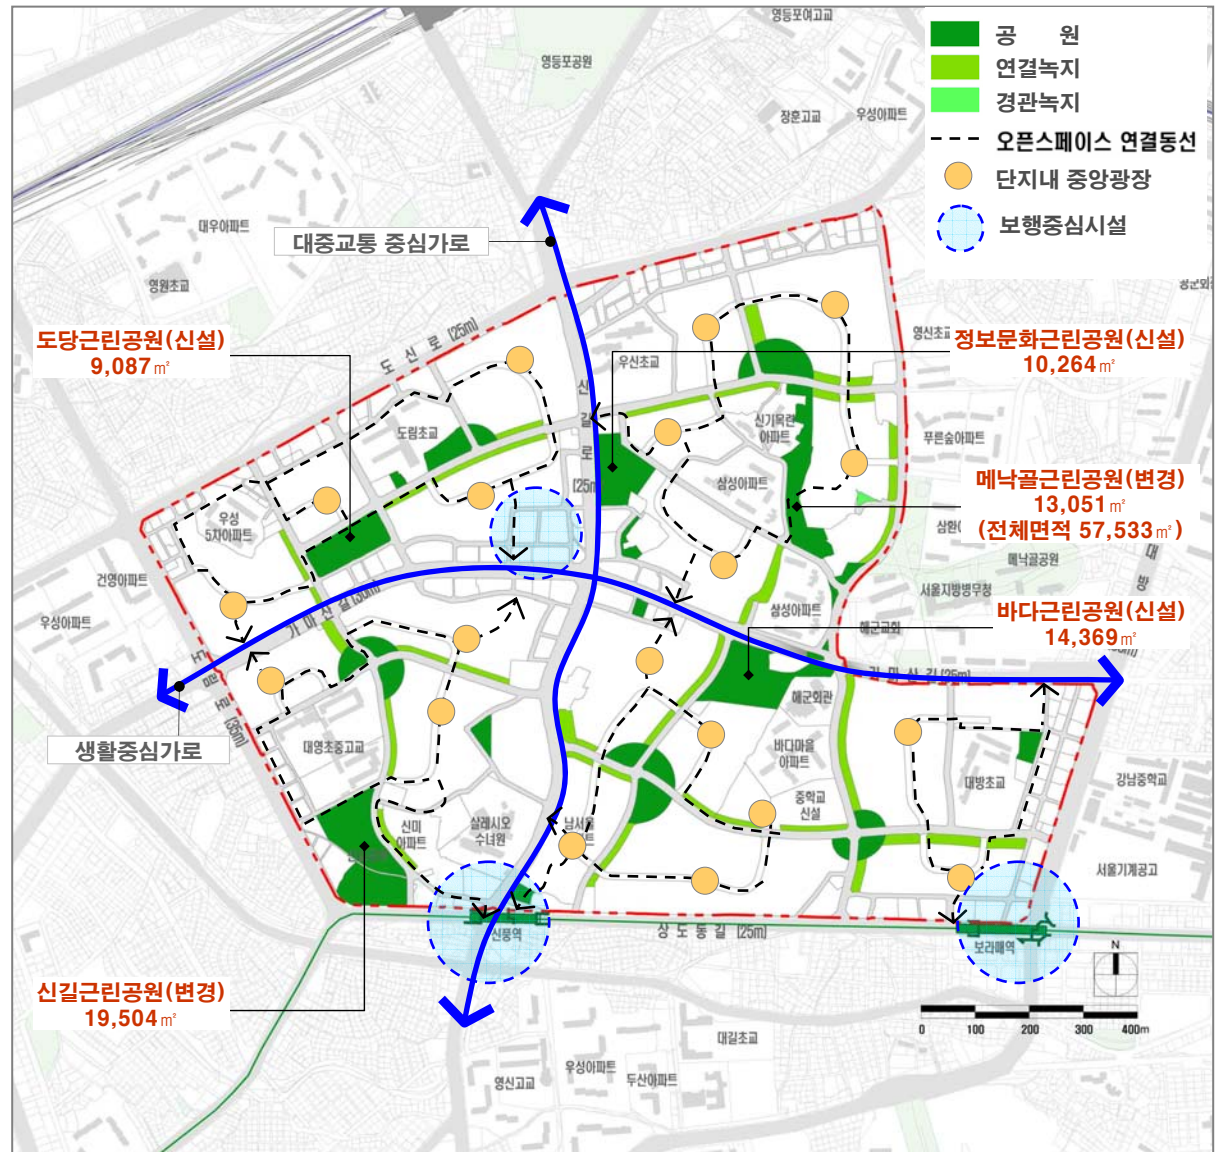 영등포여고교
영등포공원
장훈고교
우성아파트
공 원
연결녹지
경관녹지
오픈스페이스 연결동선
단지내 중앙광장
보행중심시설
대우아파트
영원초교
대중교통 중심가로
도신로 [25m]
도당근린공원(신설)
9,087㎡
우신초교
영신초교
정보문화근린공원(신설)
10,264㎡
신길로
[25m]
도림초교
신기목련
아파트
푸른숲아파트
삼성아파트
메낙골근린공원(변경)
13,051㎡
(전체면적 57,533㎡)
우성
5차아파트
메낙골공원
건영아파트
서울지방병무청
우성아파트
가마산길 [30m]
삼성아파트
해군교회
바다근린공원(신설)
14,369㎡
가마산길 [25m]
해군회관
[35m]
생활중심가로
대영초중고교
바다마을
아파트
대방초교
강남중학교
중학교
신설
신미
아파트
살레시오
수녀원
서울기계공고
신풍역
상도동길 [25m]
보라매역
N
신길근린공원(변경)
19,504㎡
0 100 200 300 400m
대길초교
영신고교
우성아파트
두산아파트